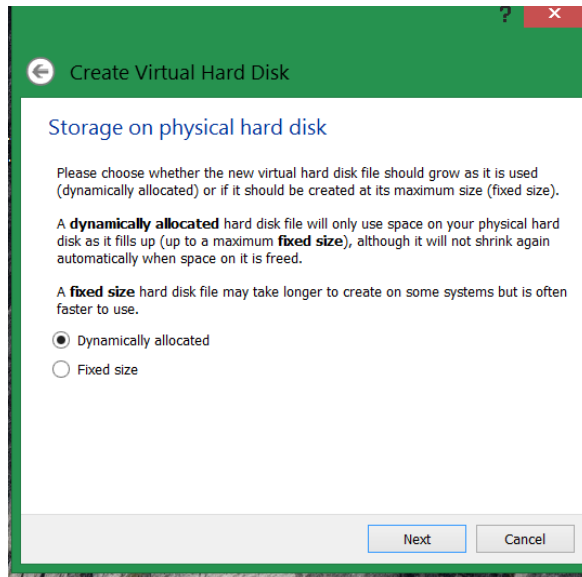 ?
x
Create Virtual Hard Disk
Storage on physical hard disk
Please choose whether the new virtual hard disk file should grow as it is used
(dynamically allocated) or if it should be created at its maximum size (fixed size).
A dynamically allocated hard disk file will only use space on your physical hard
disk as it fills up (up to a maximum fixed size), although it will not shrink again
automatically when space on it is freed.
A fixed size hard disk file may take longer to create on some systems but is often
faster to use.
Dynamically allocated
Fixed size
Next
Cancel